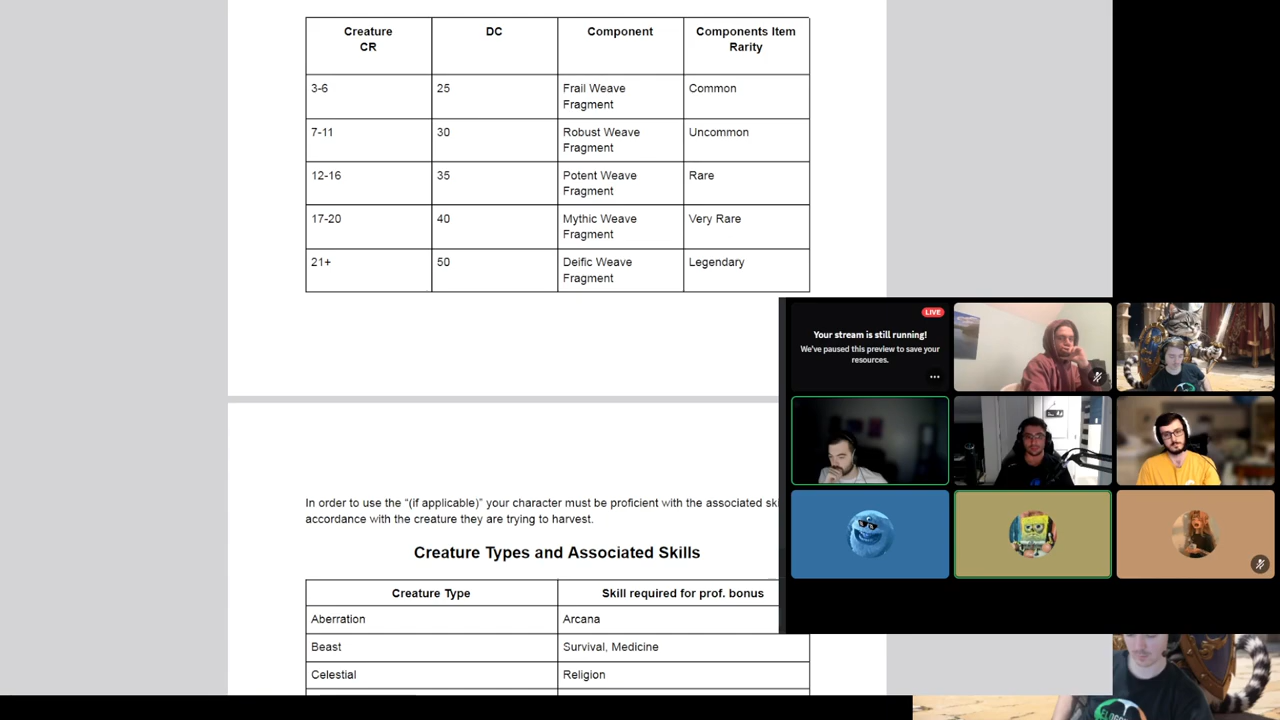 Creature
CR
DC
Component
Components Item
Rarity
3-6
25
Frail Weave
Fragment
Common
7-11
30
Robust Weave
Fragment
Uncommon
12-16
35
Potent Weave
Fragment
Rare
17-20
40
Mythic Weave
Fragment
Very Rare
21+
50
Deific Weave
Fragment
Legendary
LIVE
Your stream is still running!
We've paused this preview to save your
resources.
In order to use the "(if applicable)" your character must be proficient with the associated
accordance with the creature they are trying to harvest.
Creature Types and Associated Skills
Creature Type
Skill required for prof. bonus
Aberration
Arcana
Beast
Survival, Medicine
Celestial
Religion